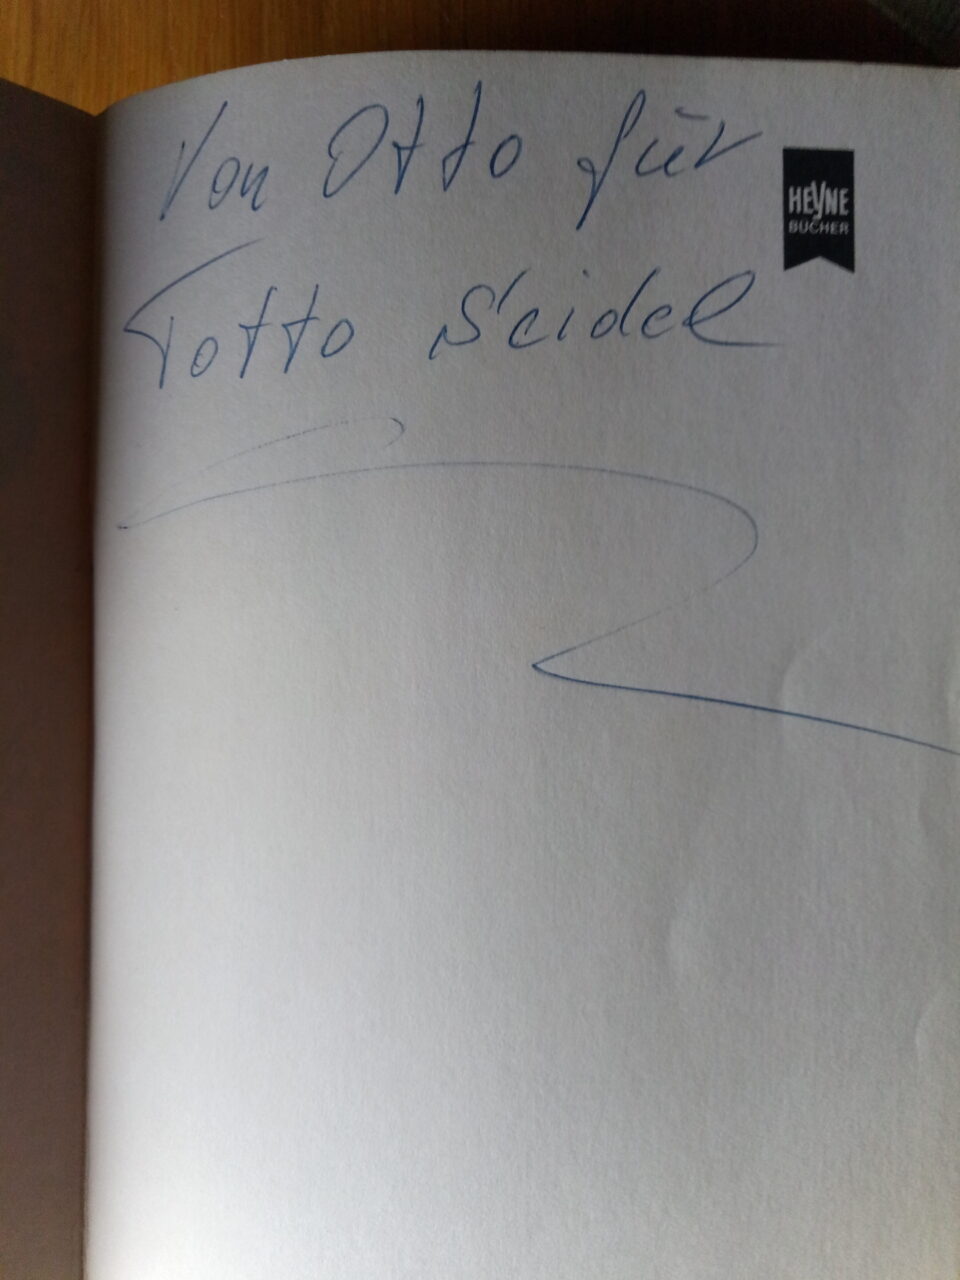 Von Otto für
HEYNE
BÜCHER
Totto Seidel